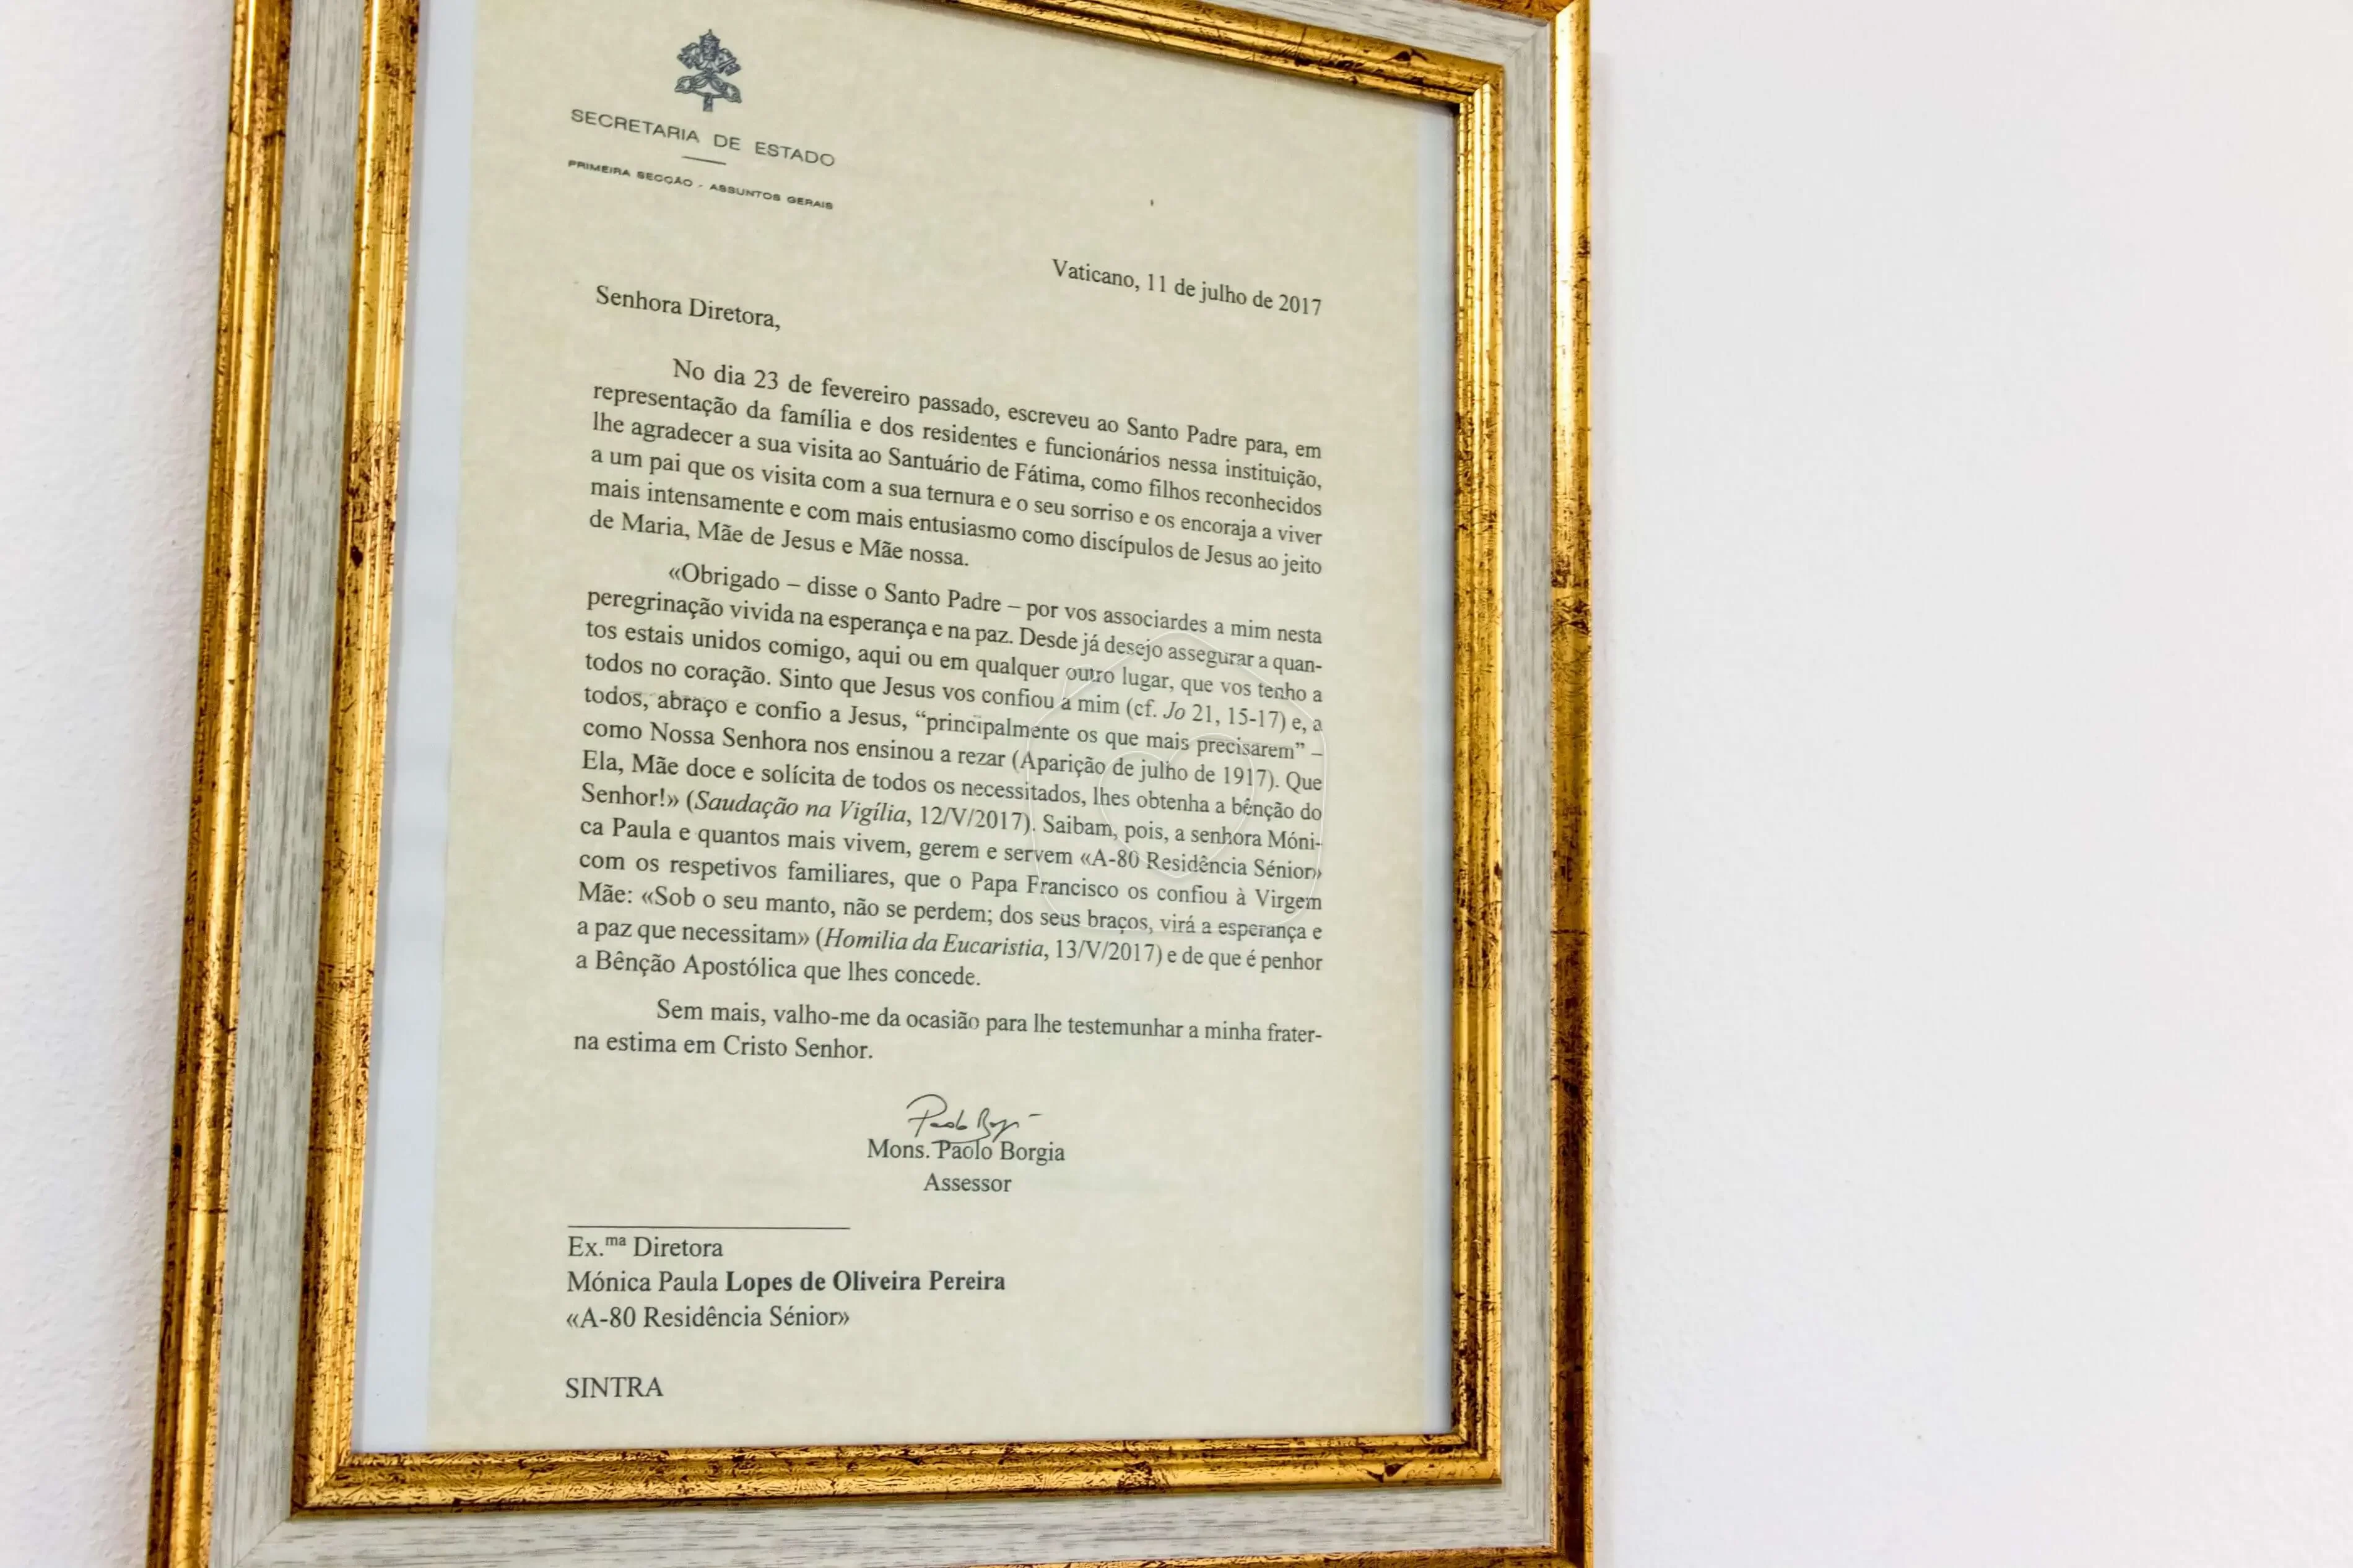 SECRETARIA DE ESTADO
PRIMEIRA SECÇÃO - ASSUNTOS GERAIS
Vaticano, 11 de julho de 2017
Senhora Diretora,
No dia 23 de fevereiro passado, escreveu ao Santo Padre para, em
representação da família e dos residentes e funcionários nessa instituição,
lhe agradecer a sua visita ao Santuário de Fátima, como filhos reconhecidos
a um pai que os visita com a sua ternura e o seu sorriso e os encoraja a viver
mais intensamente e com mais entusiasmo como discípulos de Jesus ao jeito
de Maria, Mãe de Jesus e Mãe nossa.
«Obrigado – disse o Santo Padre – por vos associardes a mim nesta
peregrinação vivida na esperança e na paz. Desde já desejo assegurar a quan-
tos estais unidos comigo, aqui ou em qualquer outro lugar, que vos tenho a
todos no coração. Sinto que Jesus vos confiou a mim (cf. Jo 21, 15-17) e, a
todos, abraço e confio a Jesus, “principalmente os que mais precisarem” –
como Nossa Senhora nos ensinou a rezar (Aparição de julho de 1917). Que
Ela, Mãe doce e solícita de todos os necessitados, lhes obtenha a bênção do
Senhor!» (Saudação na Vigília, 12/V/2017). Saibam, pois, a senhora Móni-
ca Paula e quantos mais vivem, gerem e servem «A-80 Residência Sénior»
com os respetivos familiares, que o Papa Francisco os confiou à Virgem
Mãe: «Sob o seu manto, não se perdem; dos seus braços, virá a esperança e
a paz que necessitam» (Homilia da Eucaristia, 13/V/2017) e de que é penhor
a Bênção Apostólica que lhes concede.
Sem mais, valho-me da ocasião para lhe testemunhar a minha frater-
na estima em Cristo Senhor.
Mons. Paolo Borgia
Assessor
Ex.ma Diretora
Mónica Paula Lopes de Oliveira Pereira
«A-80 Residência Sénior»
SINTRA